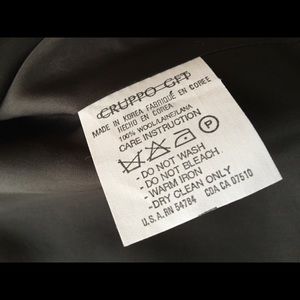 GRUPPO GFT
MADE IN KOREA FABRIQUÉ EN COREE
HECHO EN COREA
100% WOOL/LAINE/LANA
CARE INSTRUCTION
P
- DO NOT WASH
- DO NOT BLEACH
- WARM IRON
- DRY CLEAN ONLY
U.S.A. RN 54784 CDA CA 07510